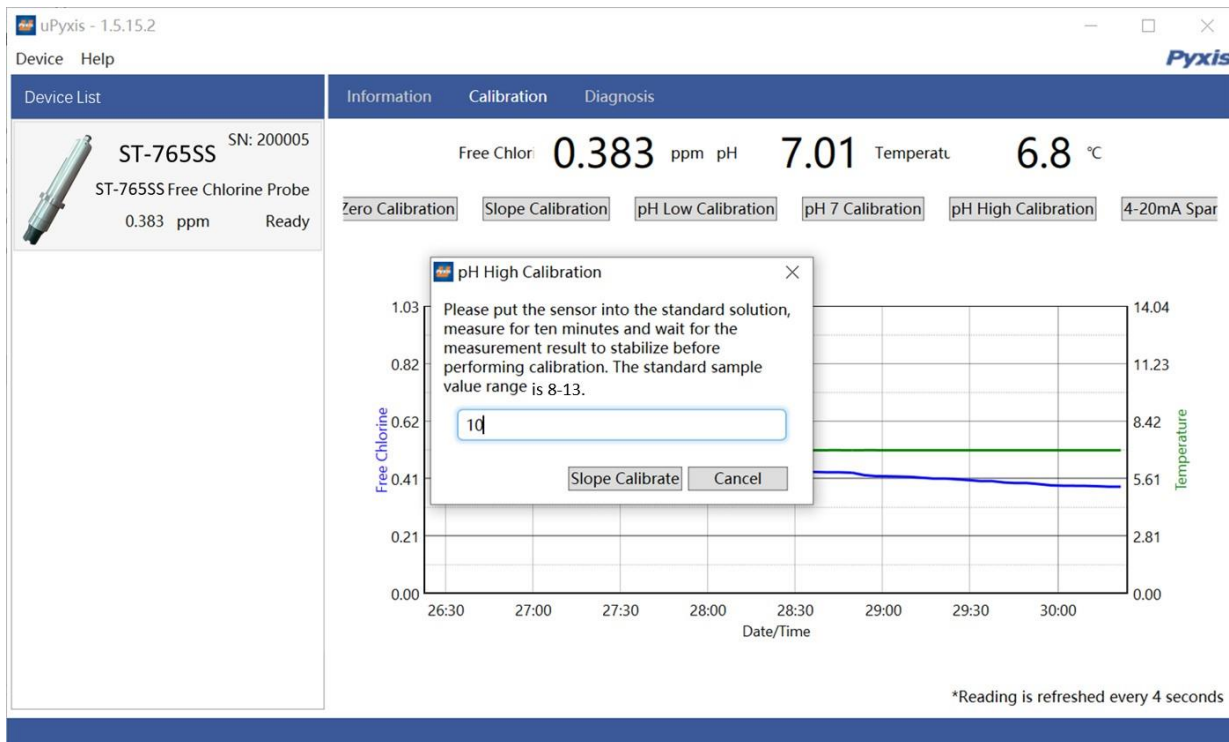 uPyxis - 1.5.15.2
Device Help
Pyxis
Device List
Information Calibration Diagnosis
ST-765SS SN: 200005
ST-765SS Free Chlorine Probe
0.383 ppm Ready
Free Chlor 0.383 ppm pH 7.01 Temperatu 6.8 °C
Zero Calibration Slope Calibration pH Low Calibration pH 7 Calibration pH High Calibration 4-20mA Span
pH High Calibration
Please put the sensor into the standard solution,
measure for ten minutes and wait for the
measurement result to stabilize before
performing calibration. The standard sample
value range is 8-13.
10
Slope Calibrate Cancel
Free Chlorine
1.03
0.82
0.62
0.41
0.21
0.00
14.04
11.23
8.42
5.61
2.81
0.00
Temperature
26:30 27:00 27:30 28:00 28:30 29:00 29:30 30:00
Date/Time
*Reading is refreshed every 4 seconds